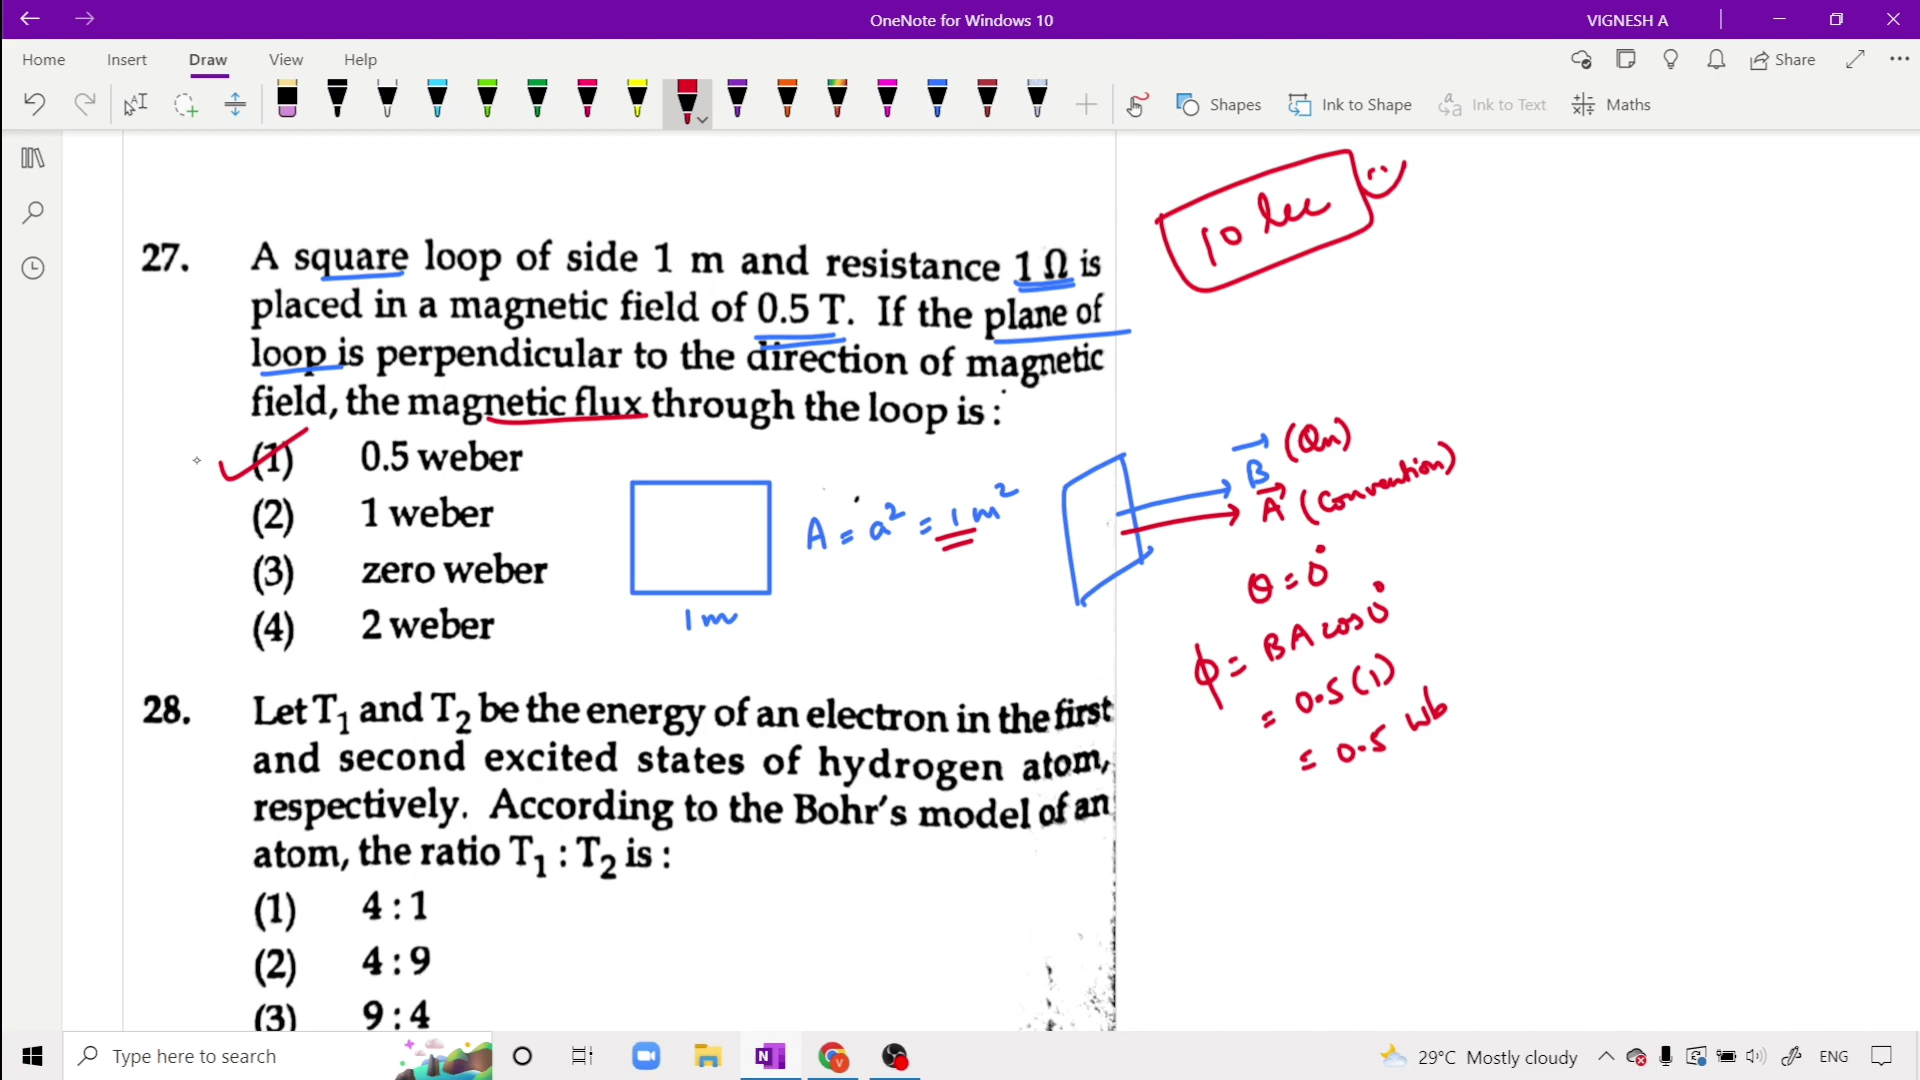 OneNote for Windows 10
VIGNESH A
Home Insert Draw View Help
Share
Shapes Ink to Shape Ink to Text Maths
10 sec
27. A square loop of side 1 m and resistance 1 Ω is
placed in a magnetic field of 0.5 T. If the plane of
loop is perpendicular to the direction of magnetic
field, the magnetic flux through the loop is :
(1) 0.5 weber
(2) 1 weber
(3) zero weber
(4) 2 weber
1 m
A = a² = 1 m²
B (Qn)
A (Convention)
θ = 0°
ϕ = BA cos 0°
= 0.5 (1)
= 0.5 wb
28. Let T₁ and T₂ be the energy of an electron in the first
and second excited states of hydrogen atom,
respectively. According to the Bohr's model of an
atom, the ratio T₁ : T₂ is :
(1) 4 : 1
(2) 4 : 9
(3) 9 : 4
Type here to search
29°C Mostly cloudy
ENG